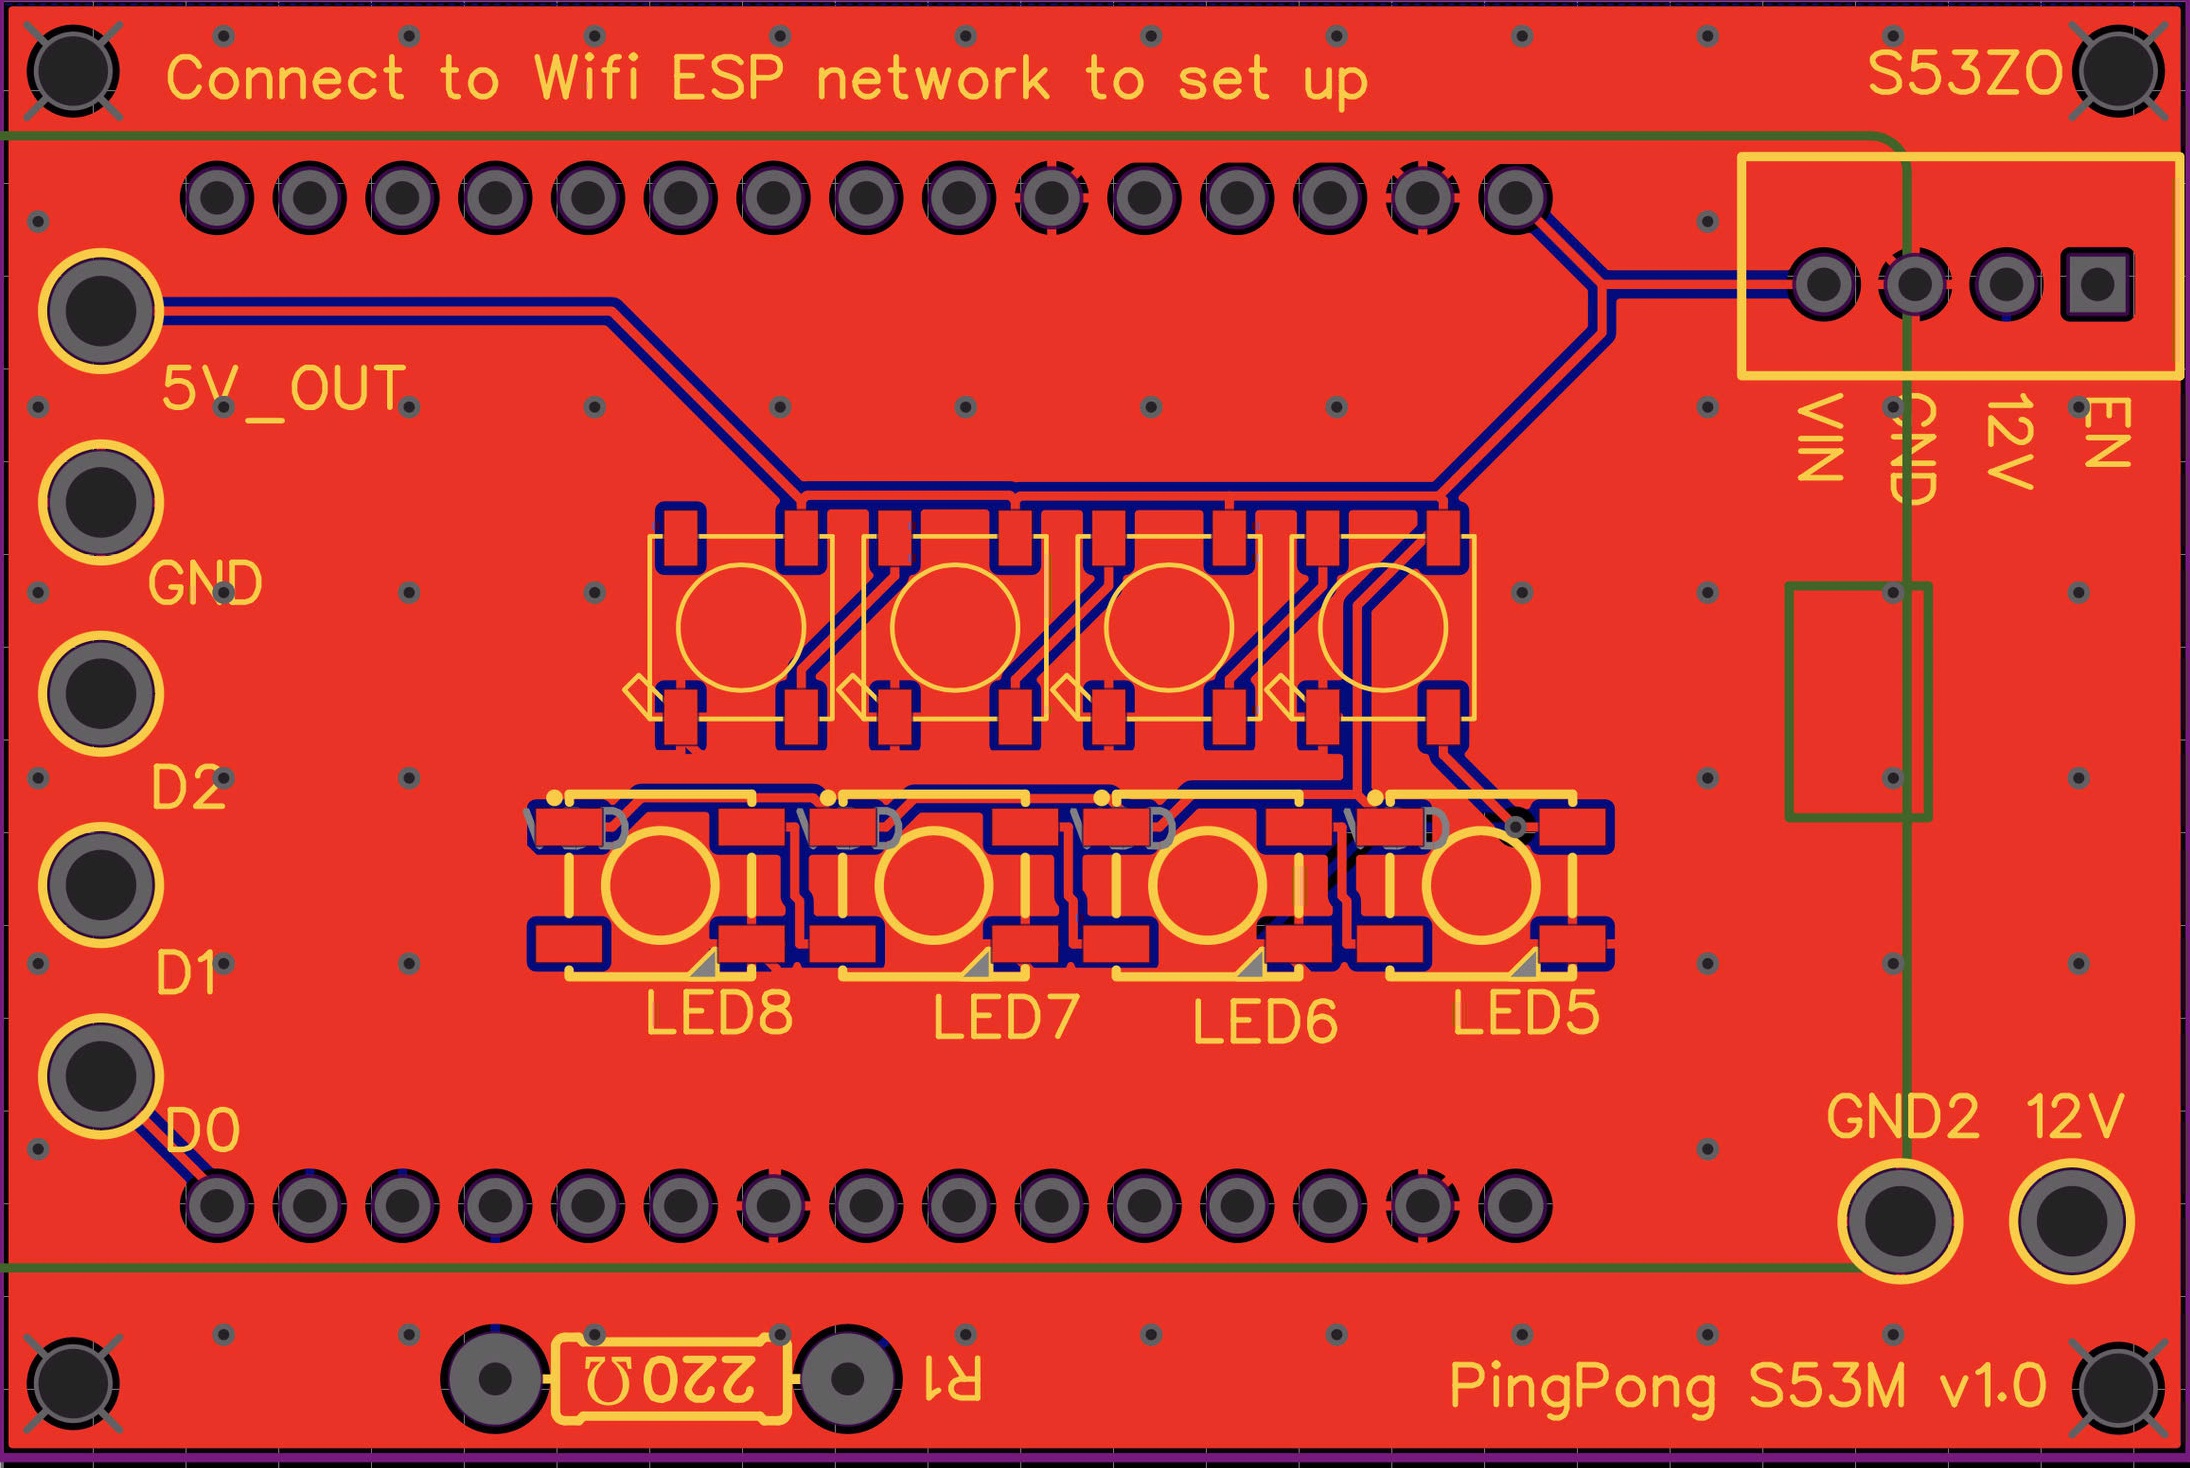 Connect to Wifi ESP network to set up
S53ZO
5V_OUT
VIN
GND
12V
EN
GND
D2
D1
LED8
LED7
LED6
LED5
D0
GND2
12V
220Ω
R1
PingPong S53M v1.0